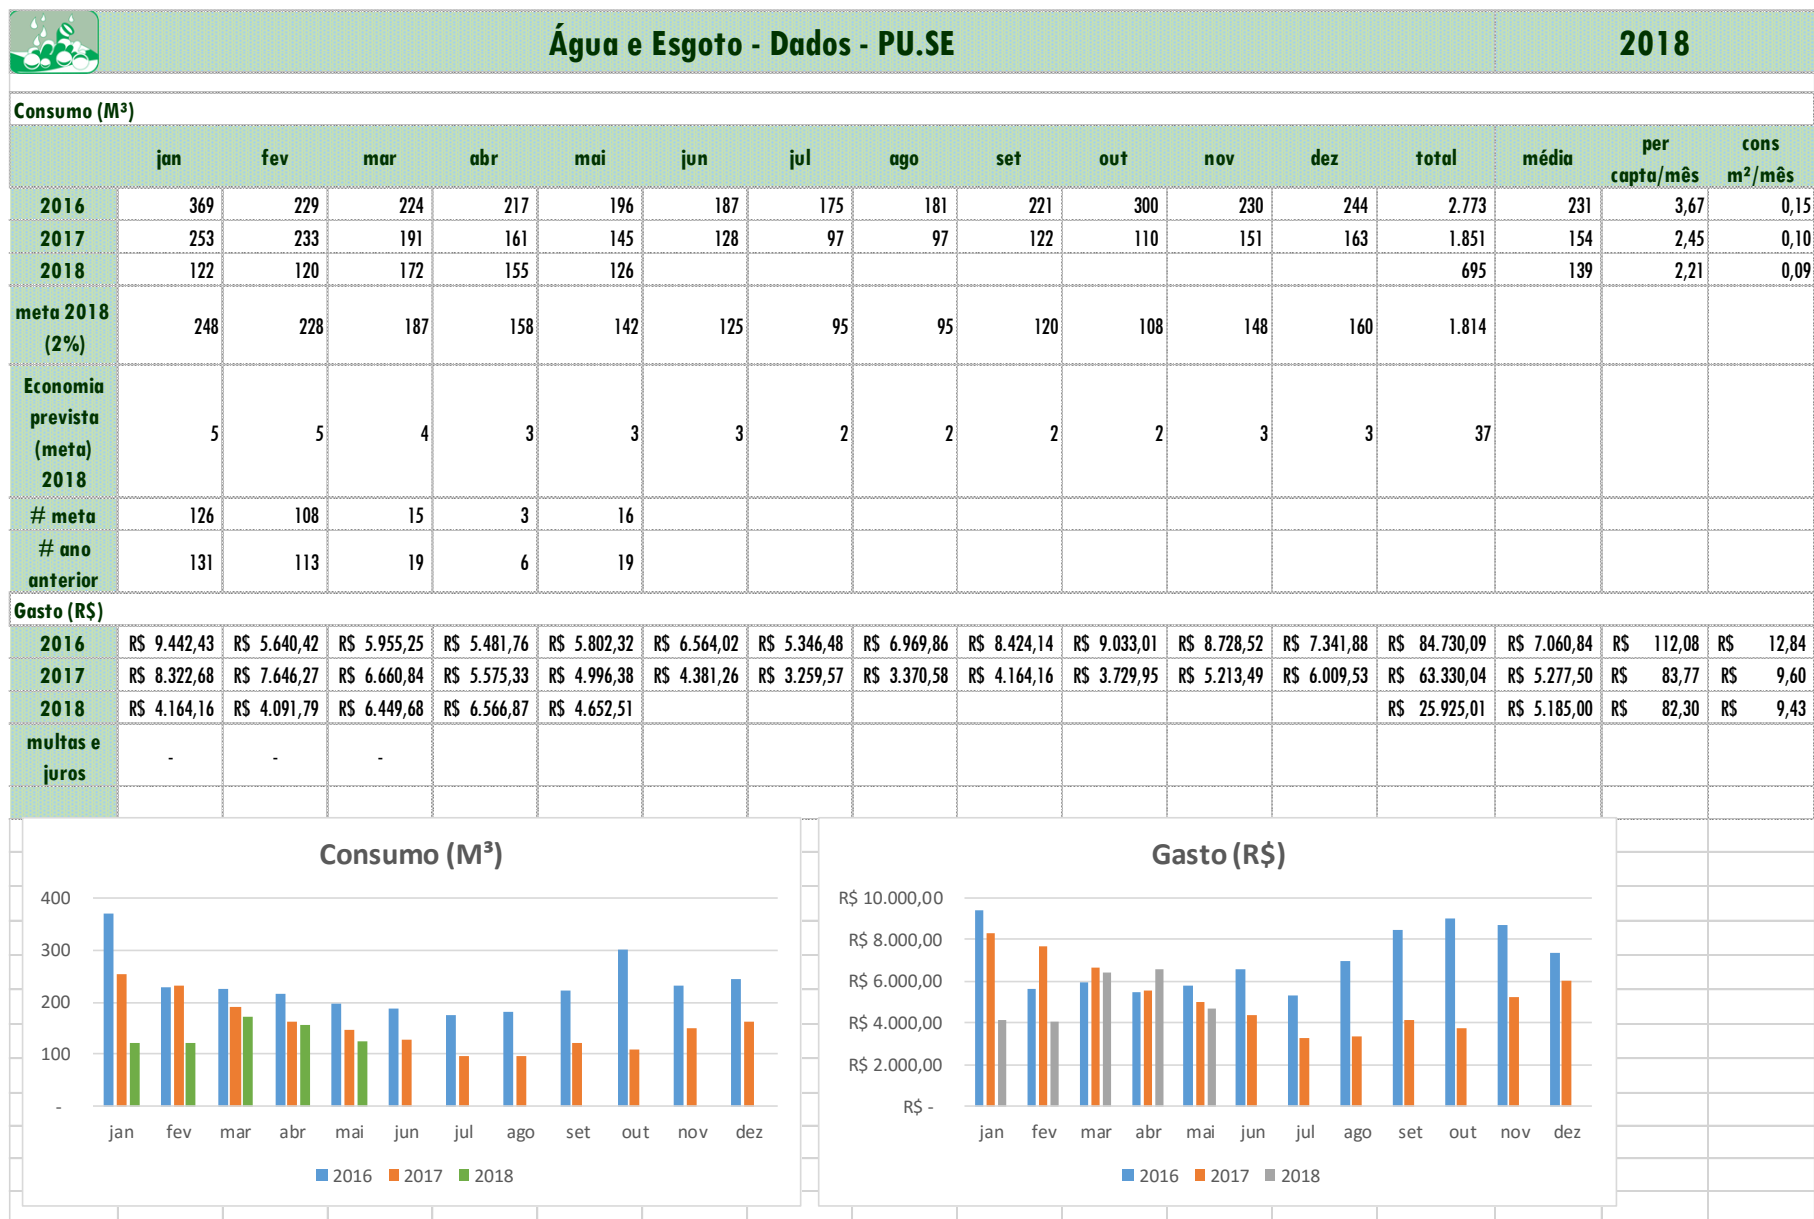 Água e Esgoto - Dados - PU.SE 2018
Consumo (M³)
jan fev mar abr mai jun jul ago set out nov dez total média per capta/mês cons m²/mês
2016 369 229 224 217 196 187 175 181 221 300 230 244 2.773 231 3,67 0,15
2017 253 233 191 161 145 128 97 97 122 110 151 163 1.851 154 2,45 0,10
2018 122 120 172 155 126 695 139 2,21 0,09
meta 2018 (2%) 248 228 187 158 142 125 95 95 120 108 148 160 1.814
Economia prevista (meta) 2018 5 5 4 3 3 3 2 2 2 2 3 3 37
# meta 126 108 15 3 16
# ano anterior 131 113 19 6 19
Gasto (R$)
2016 R$ 9.442,43 R$ 5.640,42 R$ 5.955,25 R$ 5.481,76 R$ 5.802,32 R$ 6.564,02 R$ 5.346,48 R$ 6.969,86 R$ 8.424,14 R$ 9.033,01 R$ 8.728,52 R$ 7.341,88 R$ 84.730,09 R$ 7.060,84 R$ 112,08 R$ 12,84
2017 R$ 8.322,68 R$ 7.646,27 R$ 6.660,84 R$ 5.575,33 R$ 4.996,38 R$ 4.381,26 R$ 3.259,57 R$ 3.370,58 R$ 4.164,16 R$ 3.729,95 R$ 5.213,49 R$ 6.009,53 R$ 63.330,04 R$ 5.277,50 R$ 83,77 R$ 9,60
2018 R$ 4.164,16 R$ 4.091,79 R$ 6.449,68 R$ 6.566,87 R$ 4.652,51 R$ 25.925,01 R$ 5.185,00 R$ 82,30 R$ 9,43
multas e juros - - -
Consumo (M³)
400
300
200
100
-
jan fev mar abr mai jun jul ago set out nov dez
2016 2017 2018
Gasto (R$)
R$ 10.000,00
R$ 8.000,00
R$ 6.000,00
R$ 4.000,00
R$ 2.000,00
R$ -
jan fev mar abr mai jun jul ago set out nov dez
2016 2017 2018